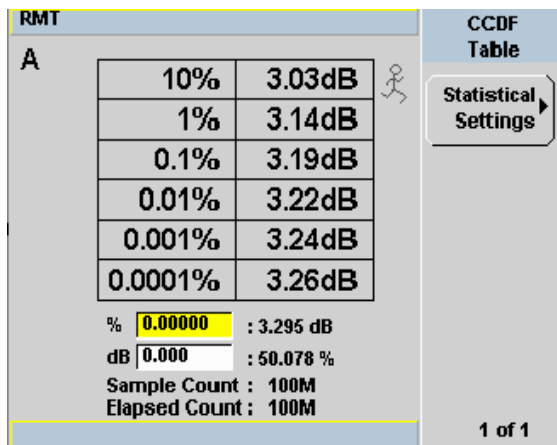 RMT
CCDF
Table
A
10% 3.03dB
1% 3.14dB
0.1% 3.19dB
0.01% 3.22dB
0.001% 3.24dB
0.0001% 3.26dB
Statistical
Settings
% 0.00000 : 3.295 dB
dB 0.000 : 50.078 %
Sample Count : 100M
Elapsed Count : 100M
1 of 1